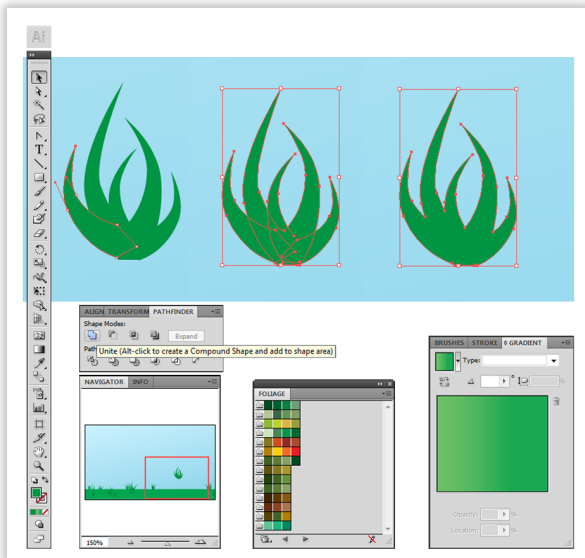 Ai
T
ALIGN TRANSFORM PATHFINDER
Shape Modes:
Expand
Path
Unite (Alt-click to create a Compound Shape and add to shape area)
NAVIGATOR INFO
150%
FOLIAGE
BRUSHES STROKE GRADIENT
Type:
%
Opacity: %
Location: %